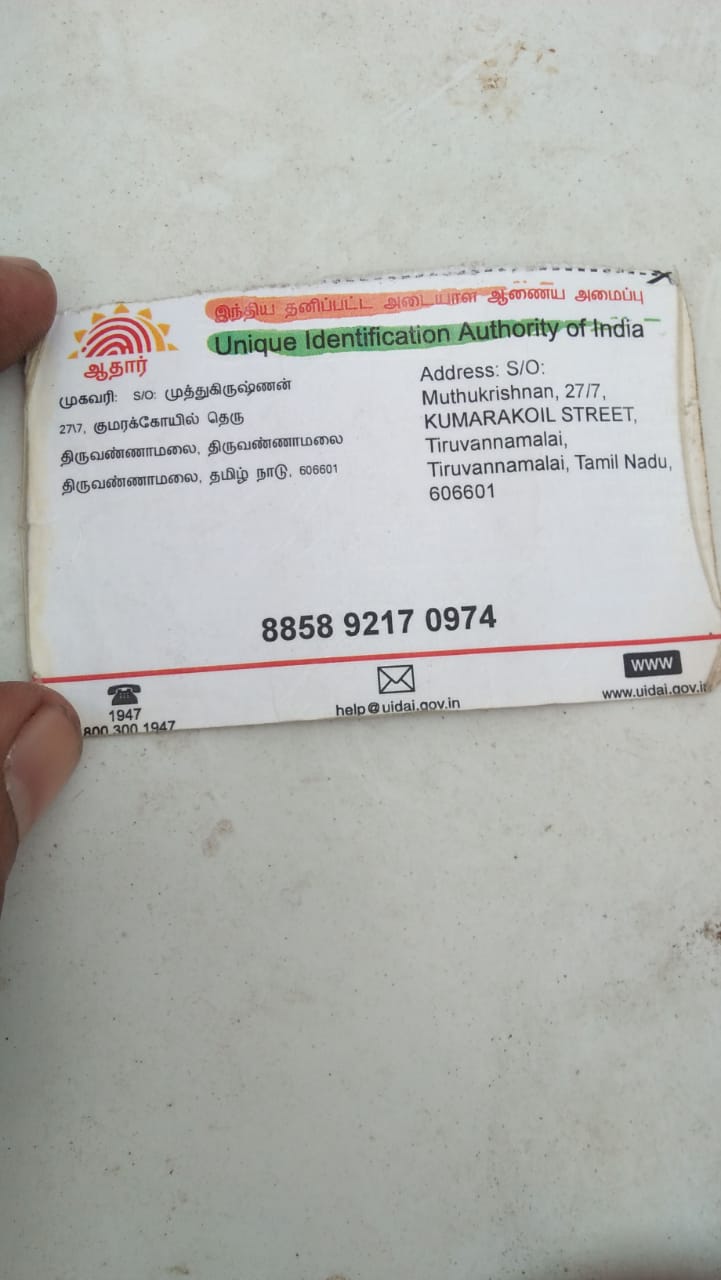 இந்திய தனிப்பட்ட அடையாள ஆணைய அமைப்பு
Unique Identification Authority of India
ஆதார்
முகவரி: S/O: முத்துகிருஷ்ணன்
27\7, குமரக்கோயில் தெரு
திருவண்ணாமலை, திருவண்ணாமலை
திருவண்ணாமலை, தமிழ் நாடு, 606601
Address: S/O:
Muthukrishnan, 27/7,
KUMARAKOIL STREET,
Tiruvannamalai,
Tiruvannamalai, Tamil Nadu,
606601
8858 9217 0974
1947
800 300 1947
help@uidai.gov.in
www
www.uidai.gov.in